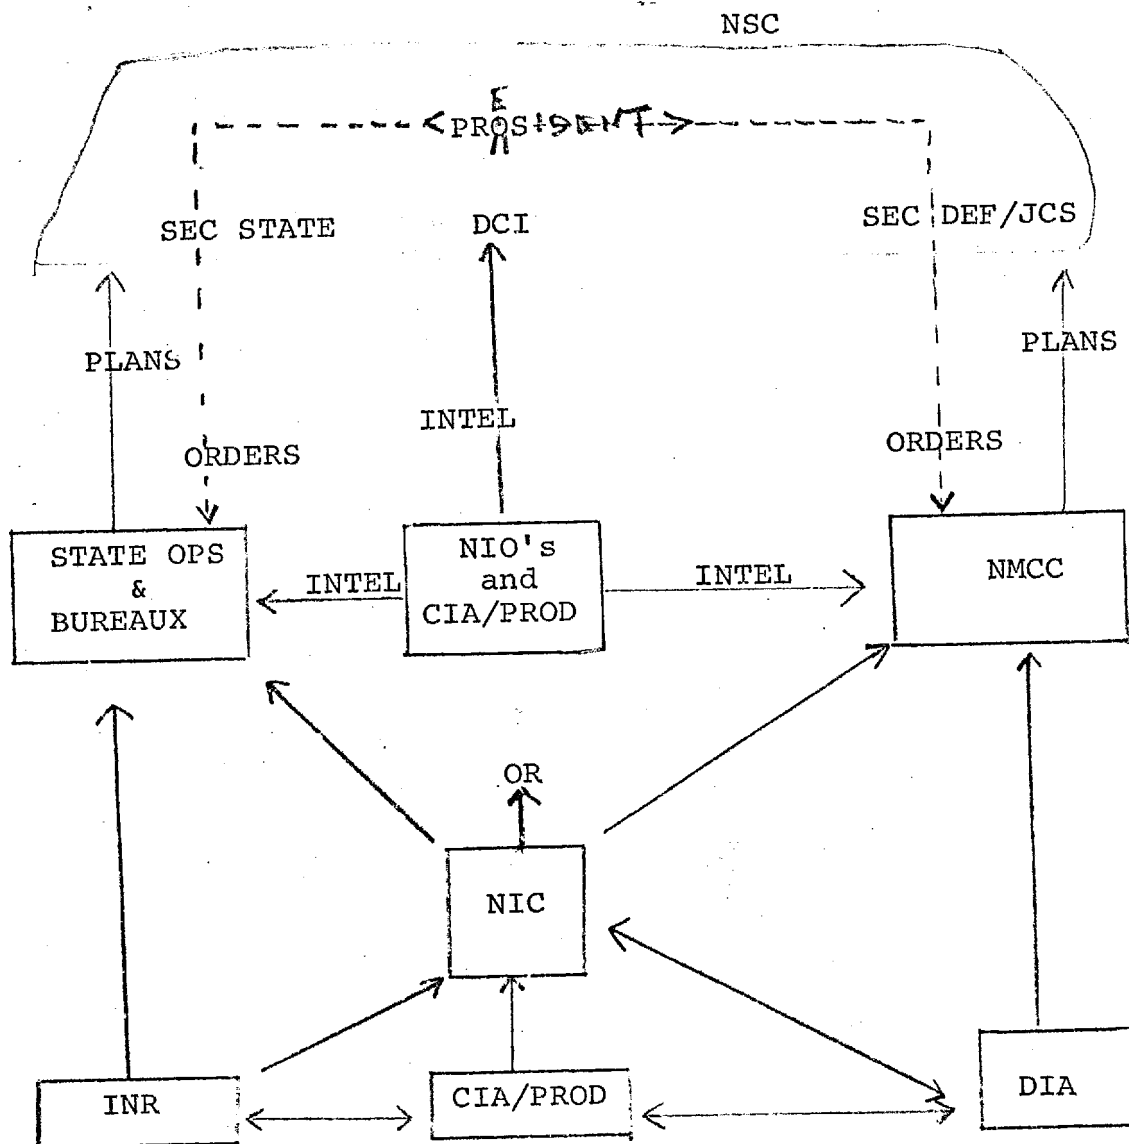 NSC
PRESIDENT
SEC STATE
DCI
SEC DEF/JCS
PLANS
PLANS
INTEL
ORDERS
ORDERS
STATE OPS
&
BUREAUX
INTEL
NIO's
and
CIA/PROD
INTEL
NMCC
OR
NIC
INR
CIA/PROD
DIA